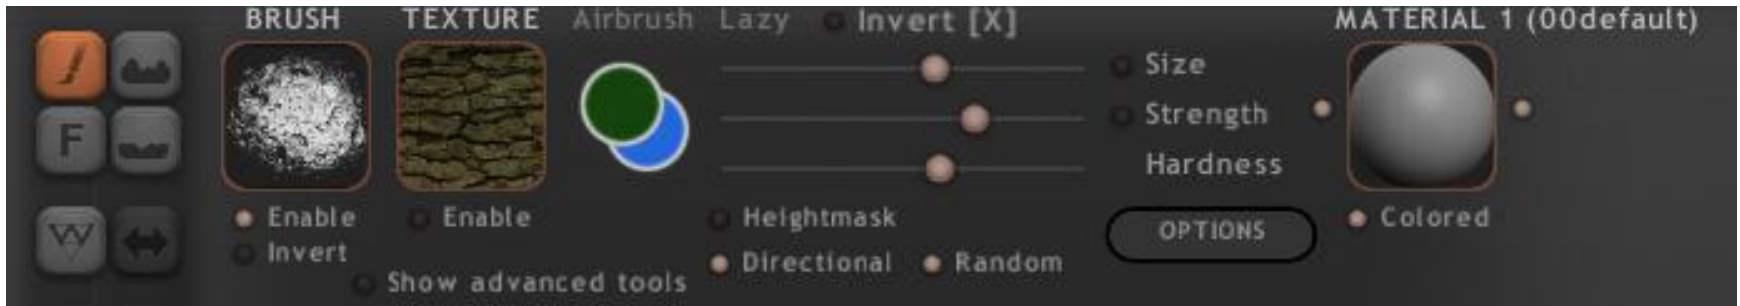 BRUSH TEXTURE Airbrush Lazy Invert [X] MATERIAL 1 (00default)
Size
F Strength
Hardness
Enable Enable Heightmask OPTIONS Colored
Invert Directional Random
Show advanced tools